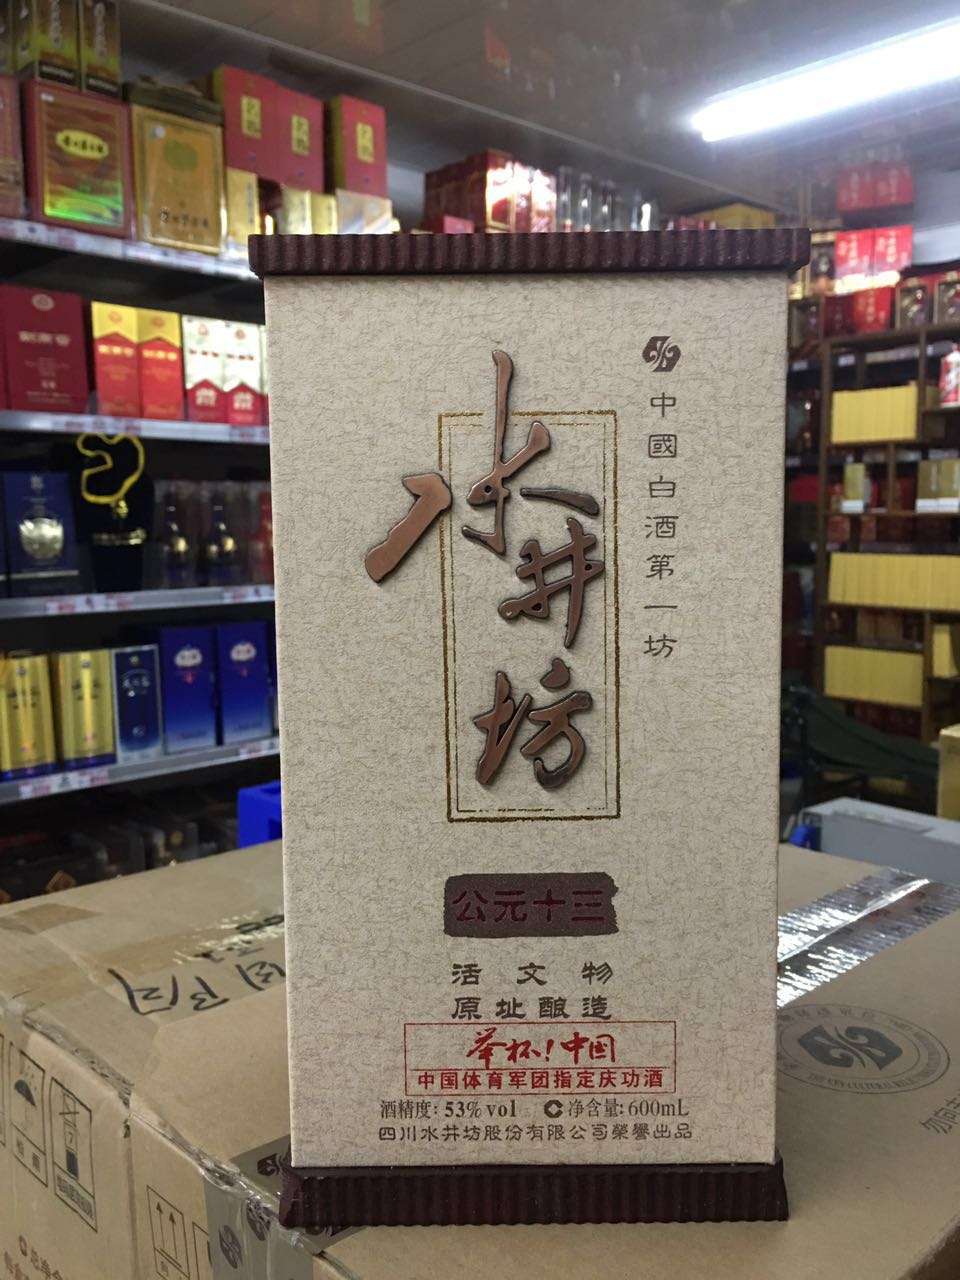 中國白酒第一坊
水井坊
公元十三
活文物
原址酿造
举杯!中国
中国体育军团指定庆功酒
酒精度: 53%vol 净含量: 600mL
四川水井坊股份有限公司榮譽出品